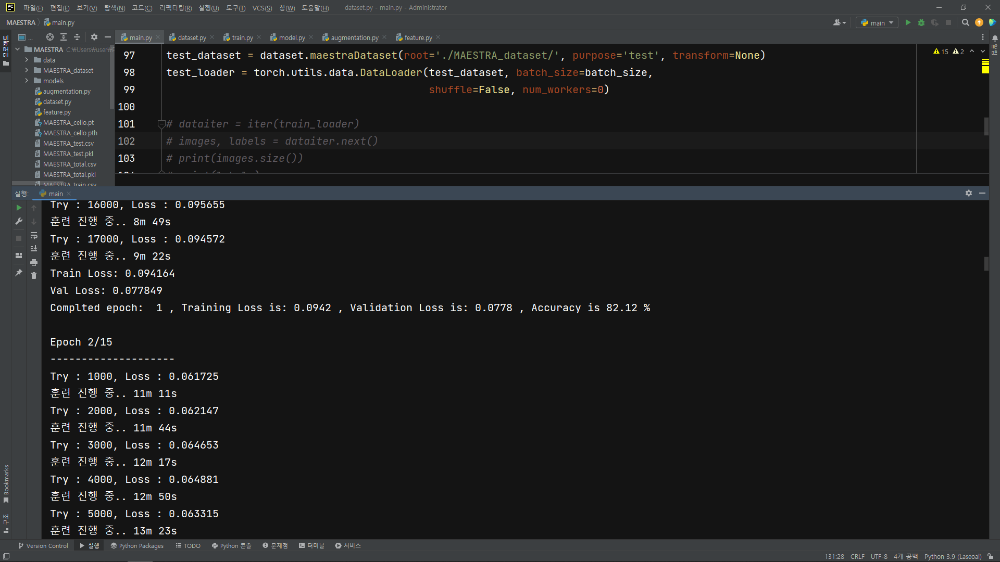 PC 파일(F) 편집(E) 보기(V) 탐색(N) 코드(C) 리팩터링(R) 실행(U) 도구(T) VCS(S) 창(W) 도움말(H) dataset.py - main.py - Administrator
MAESTRA main.py main
프로젝트 ... main.py dataset.py train.py model.py augmentation.py feature.py 알림
MAESTRA C:\Users\user\P
data
MAESTRA_dataset
models
augmentation.py
dataset.py
feature.py
MAESTRA_cello.pt
MAESTRA_cello.pth
MAESTRA_test.csv
MAESTRA_test.pkl
MAESTRA_total.csv
MAESTRA_total.pkl
MAESTRA_train.csv
15 2
97 test_dataset = dataset.maestraDataset(root='./MAESTRA_dataset/', purpose='test', transform=None)
98 test_loader = torch.utils.data.DataLoader(test_dataset, batch_size=batch_size,
99 shuffle=False, num_workers=0)
100
101 # dataiter = iter(train_loader)
102 # images, labels = dataiter.next()
103 # print(images.size())
실행: main
Try : 16000, Loss : 0.095655
훈련 진행 중.. 8m 49s
Try : 17000, Loss : 0.094572
훈련 진행 중.. 9m 22s
Train Loss: 0.094164
Val Loss: 0.077849
Complted epoch:  1 , Training Loss is: 0.0942 , Validation Loss is: 0.0778 , Accuracy is 82.12 %
Epoch 2/15
--------------------
Try : 1000, Loss : 0.061725
훈련 진행 중.. 11m 11s
Try : 2000, Loss : 0.062147
훈련 진행 중.. 11m 44s
Try : 3000, Loss : 0.064653
훈련 진행 중.. 12m 17s
Try : 4000, Loss : 0.064881
훈련 진행 중.. 12m 50s
Try : 5000, Loss : 0.063315
훈련 진행 중.. 13m 23s
Bookmarks
구조
Version Control 실행 Python Packages TODO Python 콘솔 문제점 터미널 서비스
131:28 CRLF UTF-8 4개 공백 Python 3.9 (Laseoal)